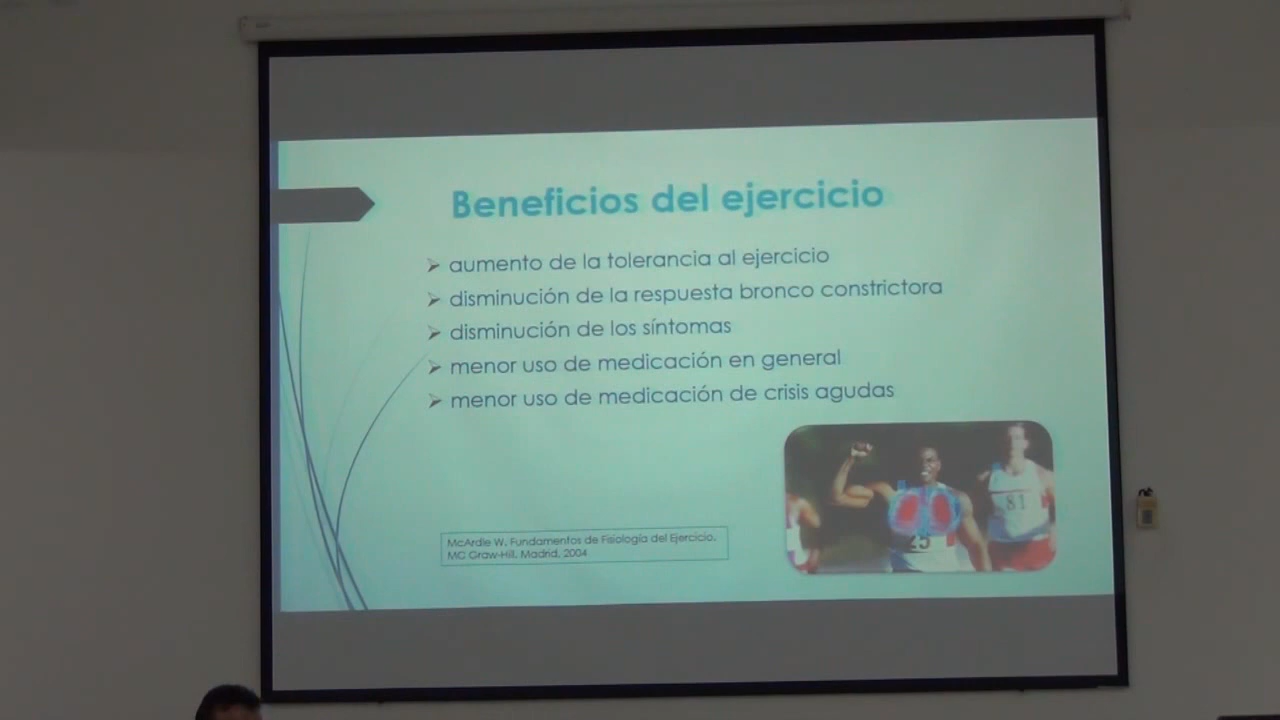 Beneficios del ejercicio
aumento de la tolerancia al ejercicio
disminución de la respuesta bronco constrictora
disminución de los síntomas
menor uso de medicación en general
menor uso de medicación de crisis agudas
81
25
McArdle W. Fundamentos de Fisiología del Ejercicio.
MC Graw-Hill. Madrid, 2004